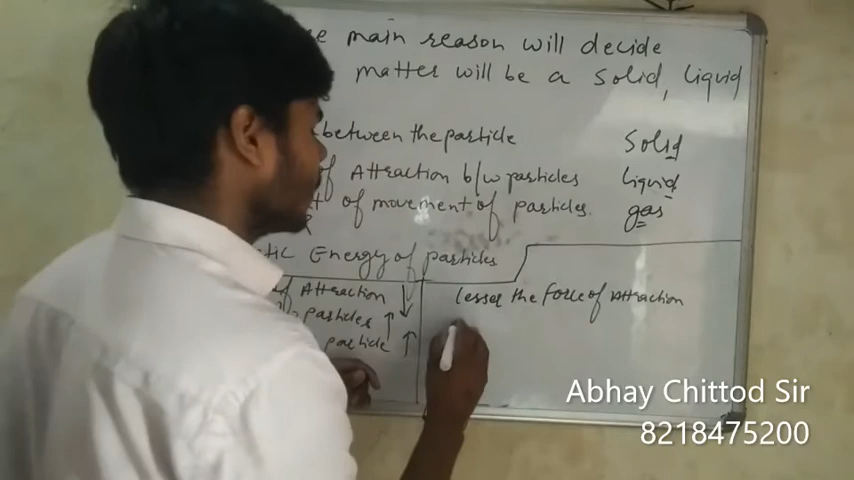 main reason will decide
matter will be a solid, liquid
between the particle
Solid
of Attraction b/w particles
liquid
of movement of particles.
gas
Energy of particles
of Attraction ↓
particles ↑
particle ↑
lesser the force of Attraction
Abhay Chittod Sir
8218475200